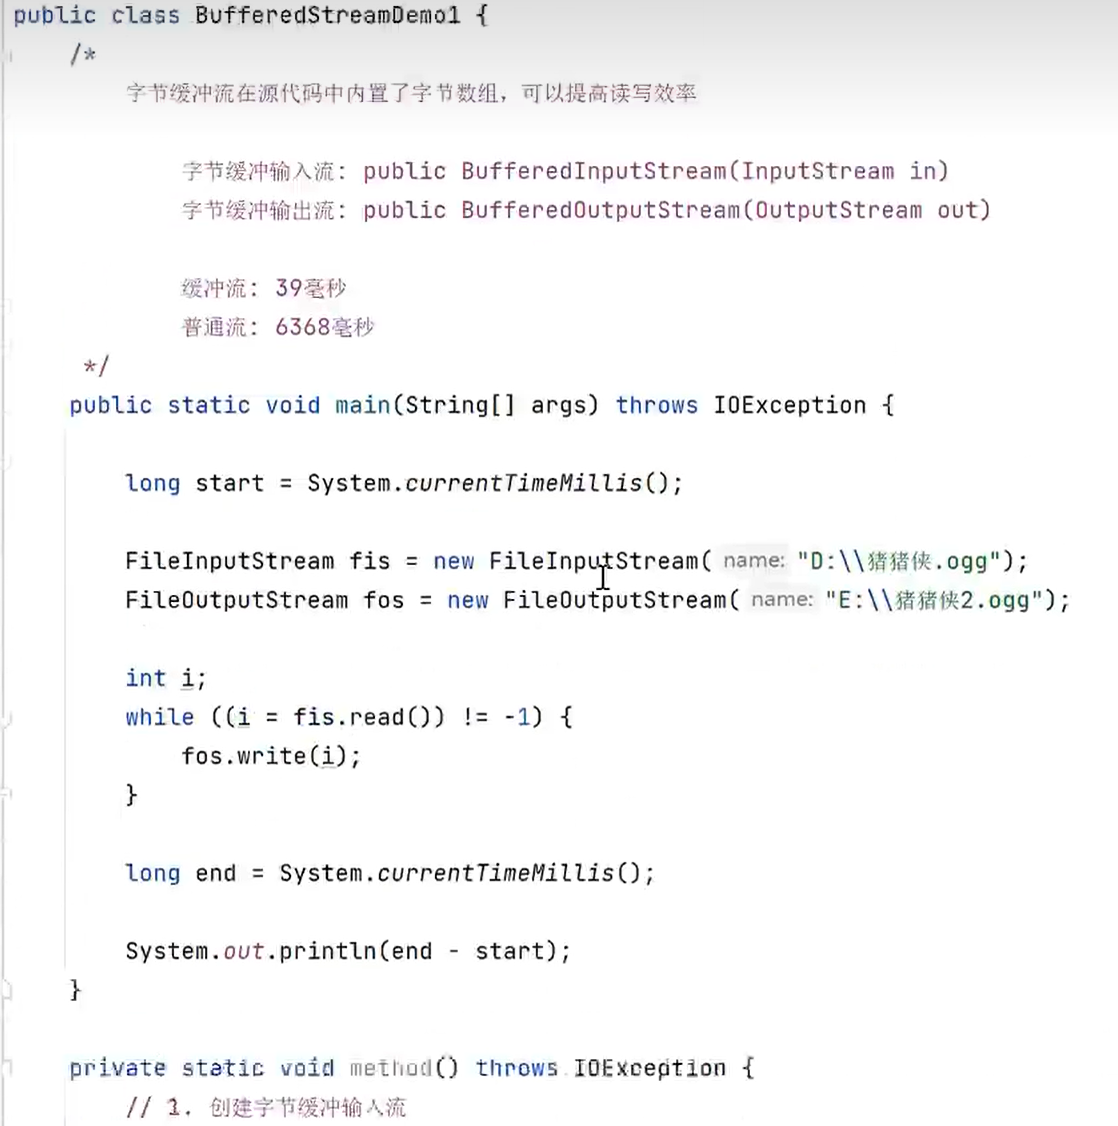 public class BufferedStreamDemo1 {
/*
字节缓冲流在源代码中内置了字节数组，可以提高读写效率
字节缓冲输入流: public BufferedInputStream(InputStream in)
字节缓冲输出流: public BufferedOutputStream(OutputStream out)
缓冲流: 39毫秒
普通流: 6368毫秒
*/
public static void main(String[] args) throws IOException {
long start = System.currentTimeMillis();
FileInputStream fis = new FileInputStream( name: "D:\\猪猪侠.ogg");
FileOutputStream fos = new FileOutputStream( name: "E:\\猪猪侠2.ogg");
int i;
while ((i = fis.read()) != -1) {
fos.write(i);
}
long end = System.currentTimeMillis();
System.out.println(end - start);
}
private static void method() throws IOException {
// 1. 创建字节缓冲输入流